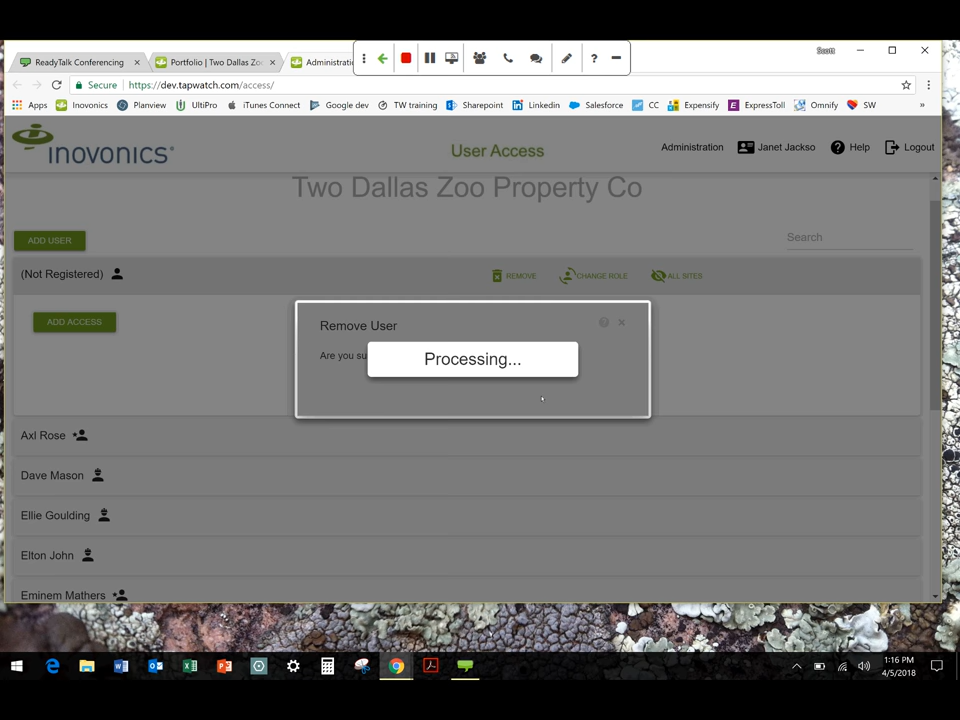 Scott
ReadyTalk Conferencing
Portfolio | Two Dallas Zo
Administratio
?
Secure
https://dev.tapwatch.com/access/
Apps
Inovonics
Planview
UltiPro
iTunes Connect
Google dev
TW training
Sharepoint
Linkedin
Salesforce
CC
Expensify
ExpressToll
Omnify
SW
»
inovonics
User Access
Administration
Janet Jackso
Help
Logout
Two Dallas Zoo Property Co
ADD USER
Search
(Not Registered)
REMOVE
CHANGE ROLE
ALL SITES
ADD ACCESS
Remove User
Are you su
Processing...
Axl Rose
Dave Mason
Ellie Goulding
Elton John
Eminem Mathers
1:16 PM
4/5/2018